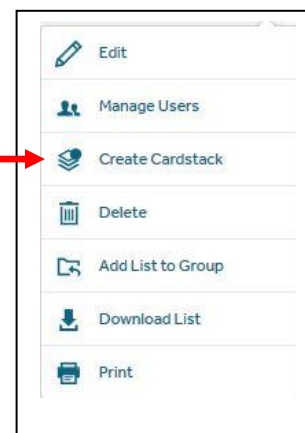 Edit
Manage Users
Create Cardstack
Delete
Add List to Group
Download List
Print